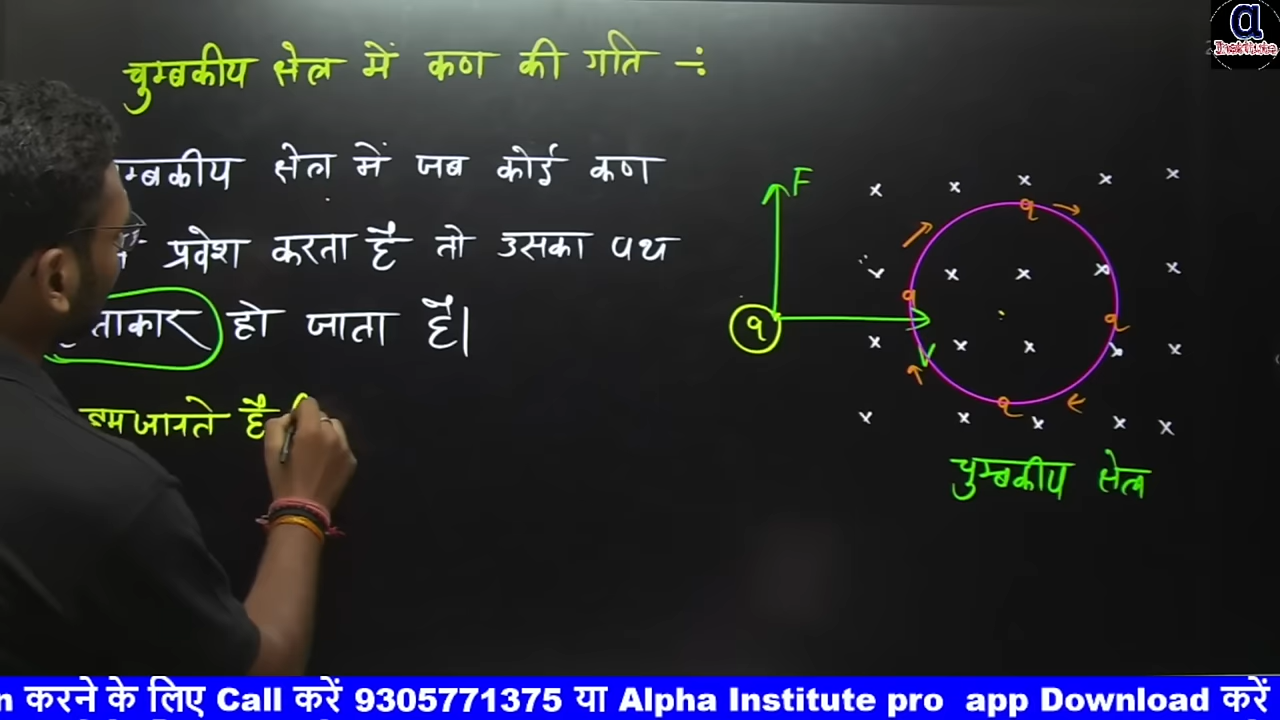 चुम्बकीय क्षेत्र में कण की गति ÷
म्बकीय क्षेत्र में जब कोई कण
प्रवेश करता है तो उसका पथ
ताकार हो जाता है।
हम जानते है
F
q
V
q
q
q
q
चुम्बकीय क्षेत्र
α
Institute
n करने के लिए Call करें 9305771375 या Alpha Institute pro app Download करें